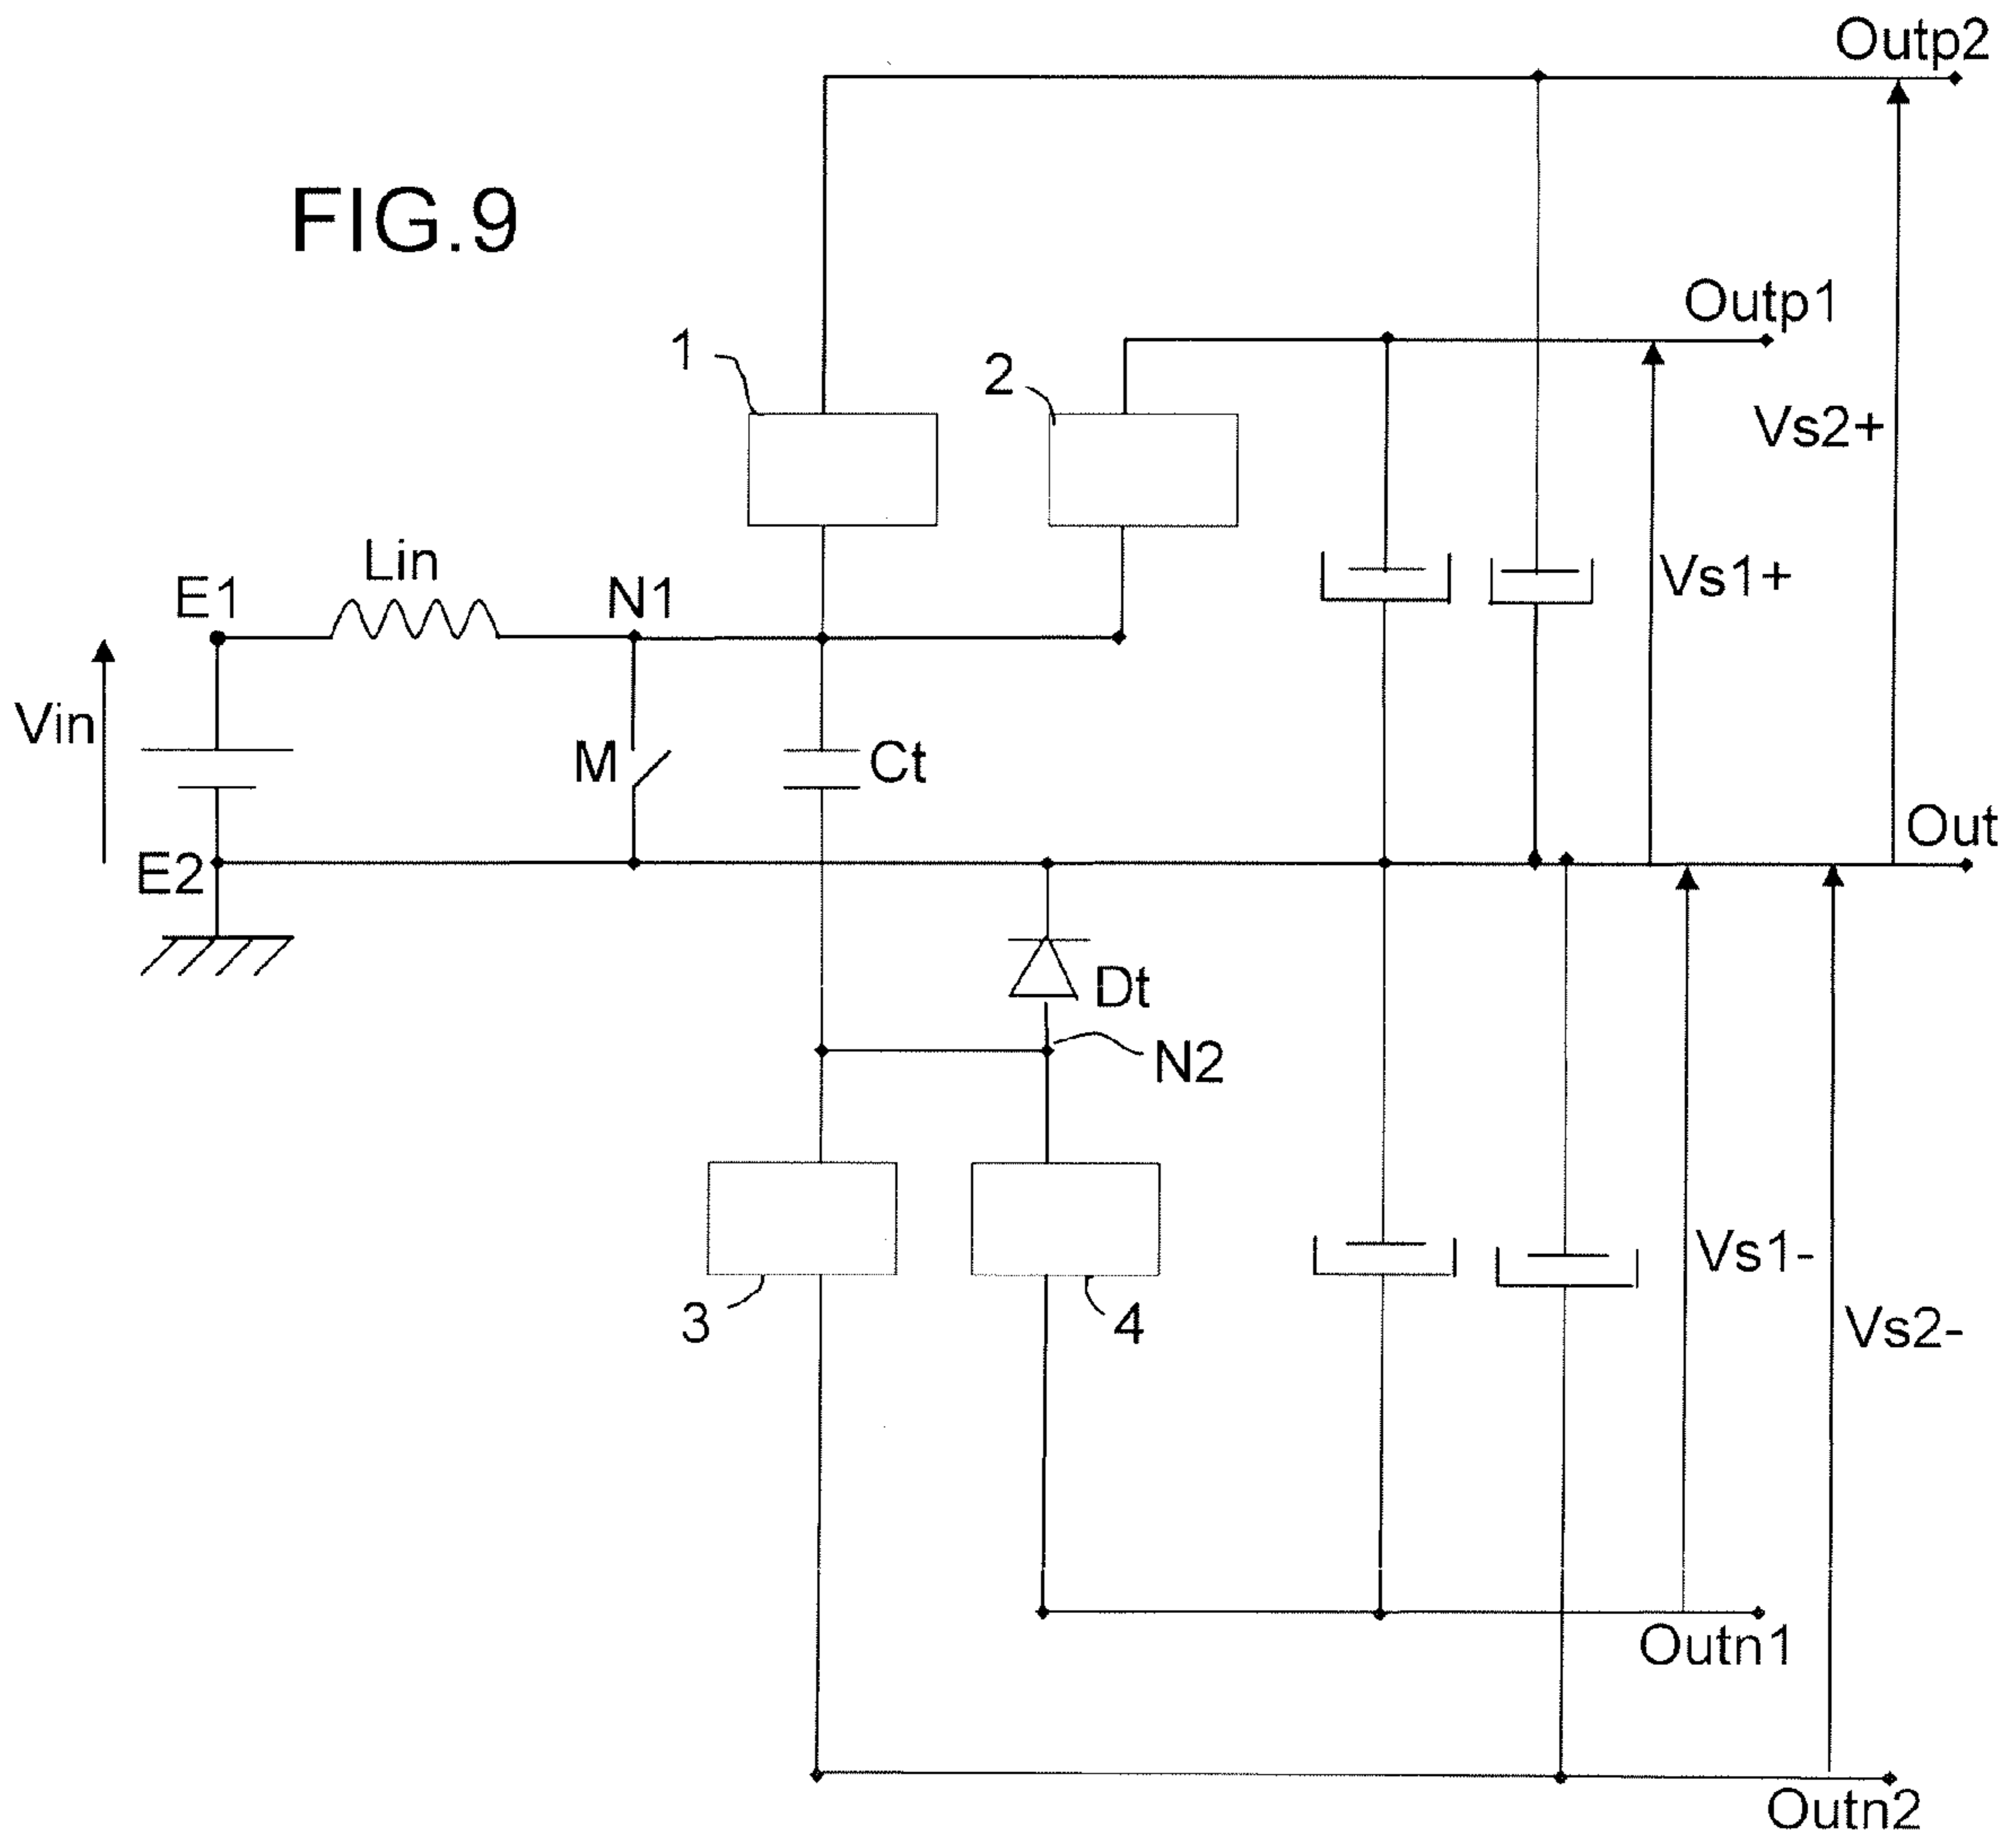 Outp2
FIG.9
Outp1
1
2
Vs2+
Lin
Vs1+
E1
N1
Vin
M
Ct
Out
E2
Dt
N2
Vs1-
3
4
Vs2-
Outn1
Outn2